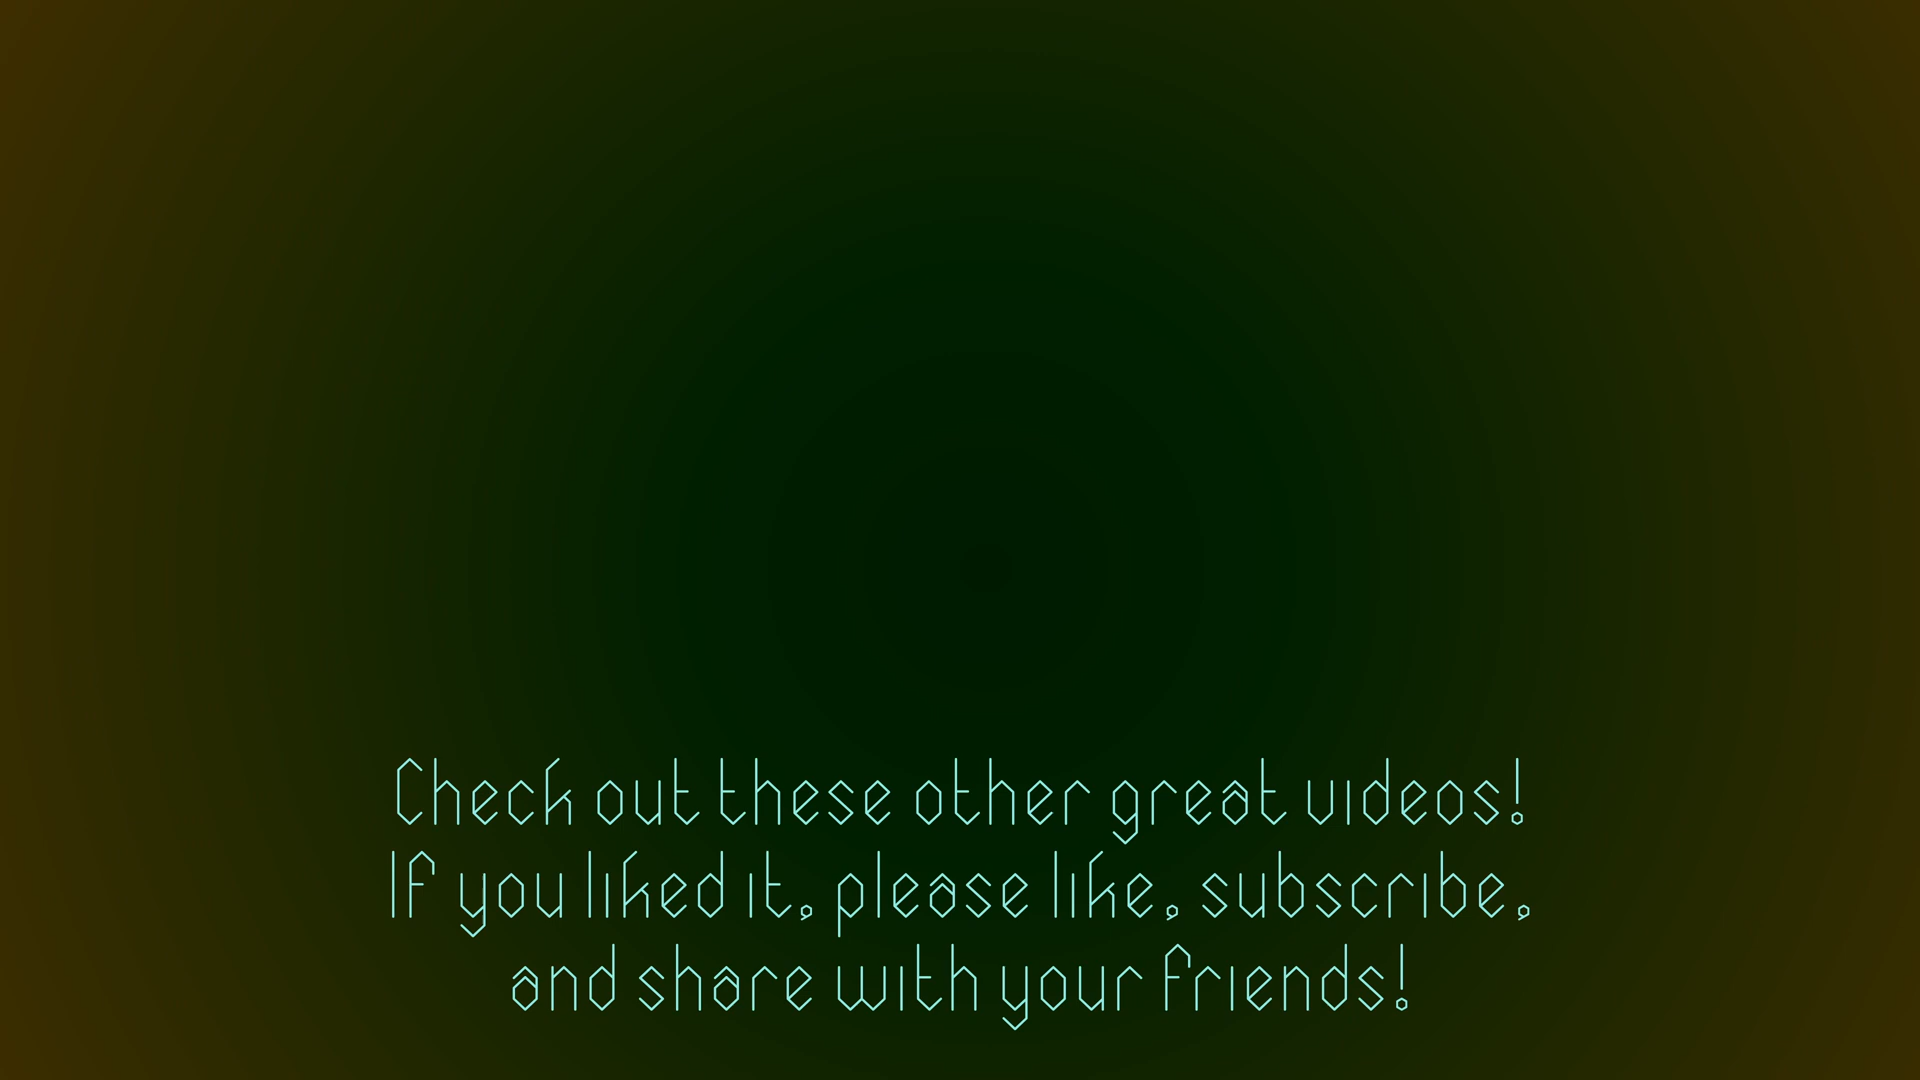 Check out these other great videos!
If you liked it, please like, subscribe,
and share with your friends!